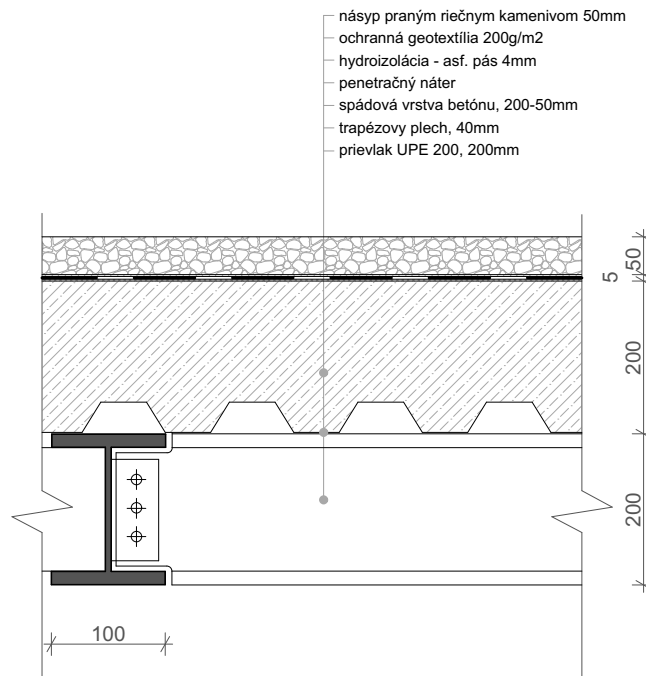 násyp praným riečnym kamenivom 50mm
ochranná geotextília 200g/m2
hydroizolácia - asf. pás 4mm
penetračný náter
spádová vrstva betónu, 200-50mm
trapézovy plech, 40mm
prievlak UPE 200, 200mm
50
5
200
200
100